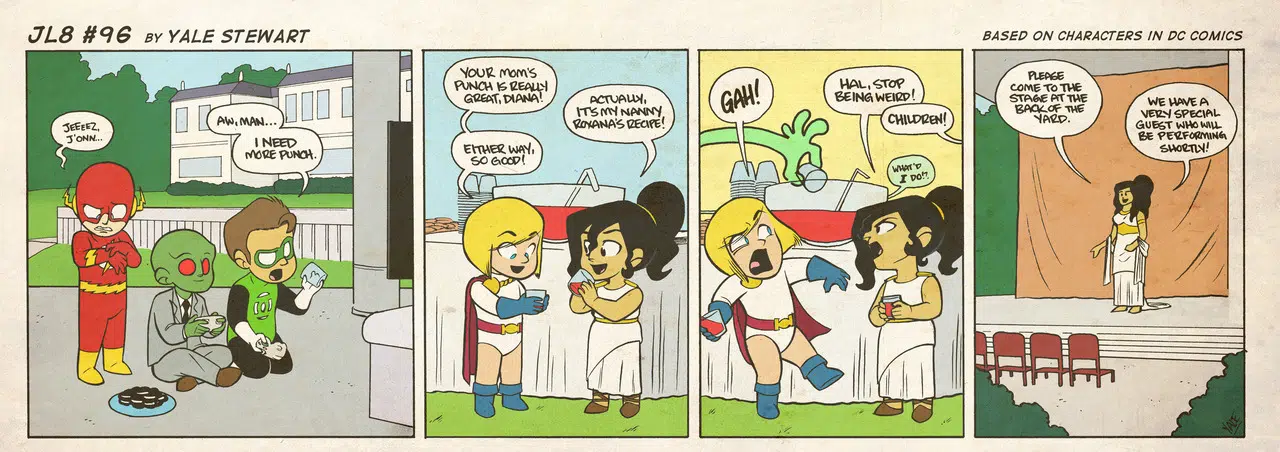 JL8 #96 BY YALE STEWART
BASED ON CHARACTERS IN DC COMICS
JEEEEZ,
J'ONN...
AW, MAN...
I NEED
MORE PUNCH.
YOUR MOM'S
PUNCH IS REALLY
GREAT, DIANA!
EITHER WAY,
SO GOOD!
ACTUALLY,
IT'S MY NANNY,
ROXANA'S RECIPE!
GAH!
HAL, STOP
BEING WEIRD!
CHILDREN!
WHAT'D
I DO!?
PLEASE
COME TO THE
STAGE AT THE
BACK OF THE
YARD.
WE HAVE A
VERY SPECIAL
GUEST WHO WILL
BE PERFORMING
SHORTLY!
YALE